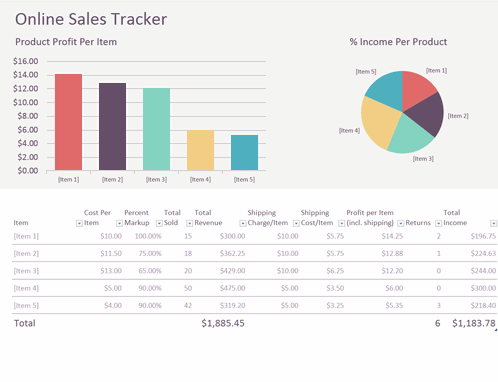 Online Sales Tracker
Product Profit Per Item
% Income Per Product
$16.00
$14.00
$12.00
$10.00
$8.00
$6.00
$4.00
$2.00
$0.00
[Item 1] [Item 2] [Item 3] [Item 4] [Item 5]
[Item 5] [Item 1]
[Item 2]
[Item 4]
[Item 3]
Cost Per Percent Total Total Shipping Shipping Profit per Item Total
Item Item Markup Sold Revenue Charge/Item Cost/Item (incl. shipping) Returns Income
[Item 1] $10.00 100.00% 15 $300.00 $10.00 $5.75 $14.25 2 $196.75
[Item 2] $11.50 75.00% 18 $362.25 $10.00 $5.75 $12.88 1 $224.63
[Item 3] $13.00 65.00% 20 $429.00 $10.00 $6.25 $12.20 0 $244.00
[Item 4] $5.00 90.00% 50 $475.00 $5.00 $3.50 $6.00 0 $300.00
[Item 5] $4.00 90.00% 42 $319.20 $5.00 $3.25 $5.35 3 $218.40
Total $1,885.45 6 $1,183.78